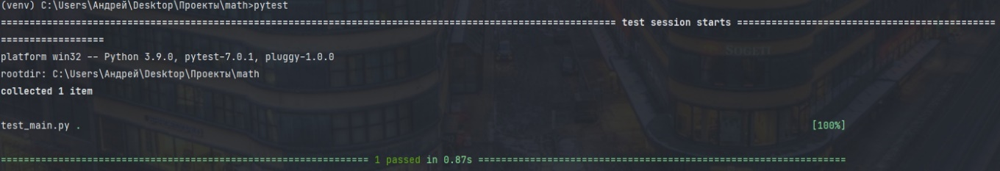 (venv) C:\Users\Андрей\Desktop\Проекты\math>pytest
=========================================================================================================== test session starts =============================================
==================
platform win32 -- Python 3.9.0, pytest-7.0.1, pluggy-1.0.0
rootdir: C:\Users\Андрей\Desktop\Проекты\math
collected 1 item
SOGETI
test_main.py . [100%]
================================================================ 1 passed in 0.87s ================================================================